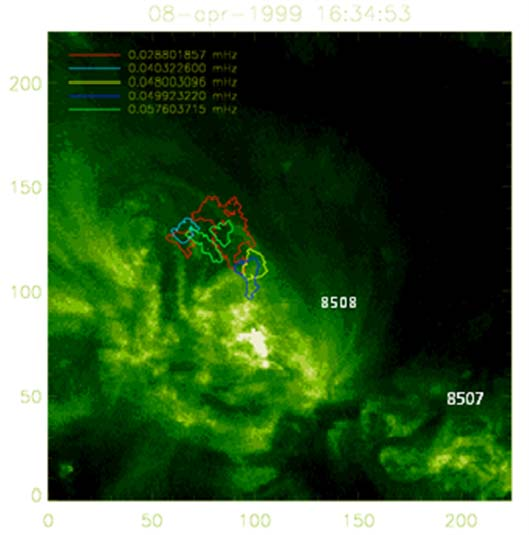 08-apr-1999 16:34:53
0.028801857 mHz
0.040322600 mHz
0.048003096 mHz
0.049923220 mHz
0.057603715 mHz
200
150
100
8508
50
8507
0
0 50 100 150 200